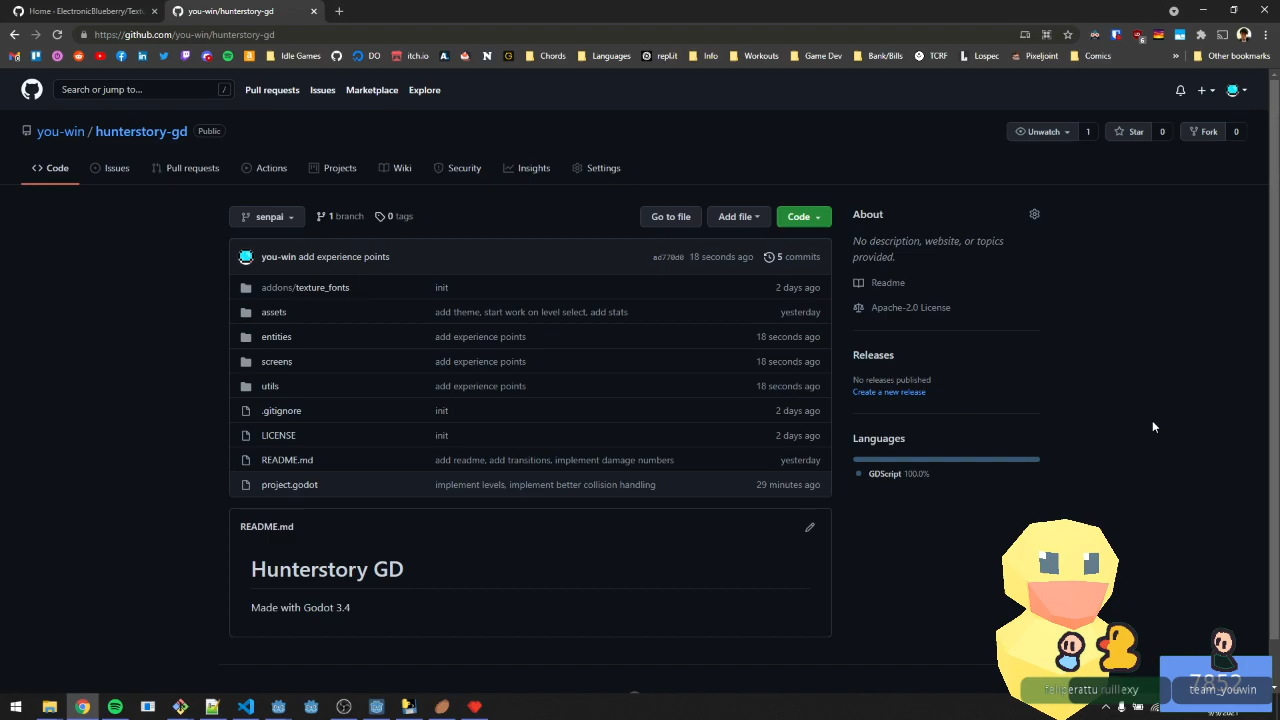 Home - ElectronicBlueberry/Text.
you-win/hunterstory-gd
https://github.com/you-win/hunterstory-gd
Idle Games
DO
itch.io
Chords
Languages
repl.it
Info
Workouts
Game Dev
Bank/Bills
TCRF
Lospec
Pixeljoint
Comics
Other bookmarks
Search or jump to...
/
Pull requests
Issues
Marketplace
Explore
you-win / hunterstory-gd
Public
Unwatch 1
Star 0
Fork 0
Code
Issues
Pull requests
Actions
Projects
Wiki
Security
Insights
Settings
senpai
1 branch
0 tags
Go to file
Add file
Code
About
No description, website, or topics
provided.
you-win add experience points
ad770d0 18 seconds ago
5 commits
addons/texture_fonts init 2 days ago
assets add theme, start work on level select, add stats yesterday
entities add experience points 18 seconds ago
screens add experience points 18 seconds ago
utils add experience points 18 seconds ago
.gitignore init 2 days ago
LICENSE init 2 days ago
README.md add readme, add transitions, implement damage numbers yesterday
project.godot implement levels, implement better collision handling 29 minutes ago
Readme
Apache-2.0 License
Releases
No releases published
Create a new release
Languages
GDScript 100.0%
README.md
Hunterstory GD
Made with Godot 3.4
7852
team_youwin